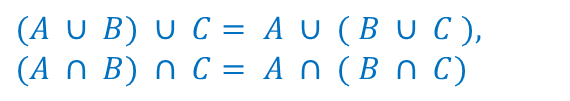 (A ∪ B) ∪ C = A ∪ ( B ∪ C ),
(A ∩ B) ∩ C = A ∩ ( B ∩ C)